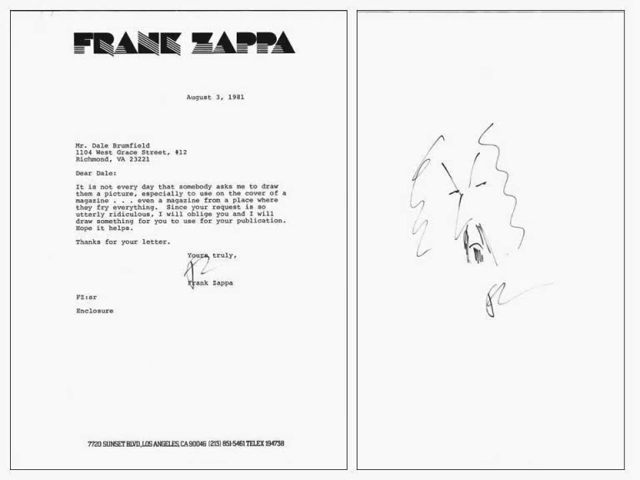 FRANK ZAPPA
August 3, 1981
Mr. Dale Brumfield
1104 West Grace Street, #12
Richmond, VA 23221
Dear Dale:
It is not every day that somebody asks me to draw
them a picture, especially to use on the cover of a
magazine . . . even a magazine from a place where
they fry everything. Since your request is so
utterly ridiculous, I will oblige you and I will
draw something for you to use for your publication.
Hope it helps.
Thanks for your letter.
Yours truly,
FZ
Frank Zappa
FZ:sr
Enclosure
7720 SUNSET BLVD, LOS ANGELES, CA 90046 (213) 851-5461 TELEX 194738
FZ